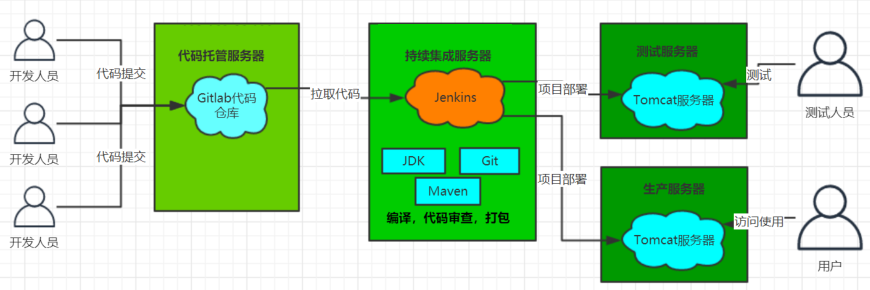 开发人员
开发人员
开发人员
代码提交
代码提交
代码托管服务器
Gitlab代码
仓库
拉取代码
持续集成服务器
Jenkins
JDK
Git
Maven
编译，代码审查，打包
项目部署
项目部署
测试服务器
Tomcat服务器
测试
测试人员
生产服务器
Tomcat服务器
访问使用
用户